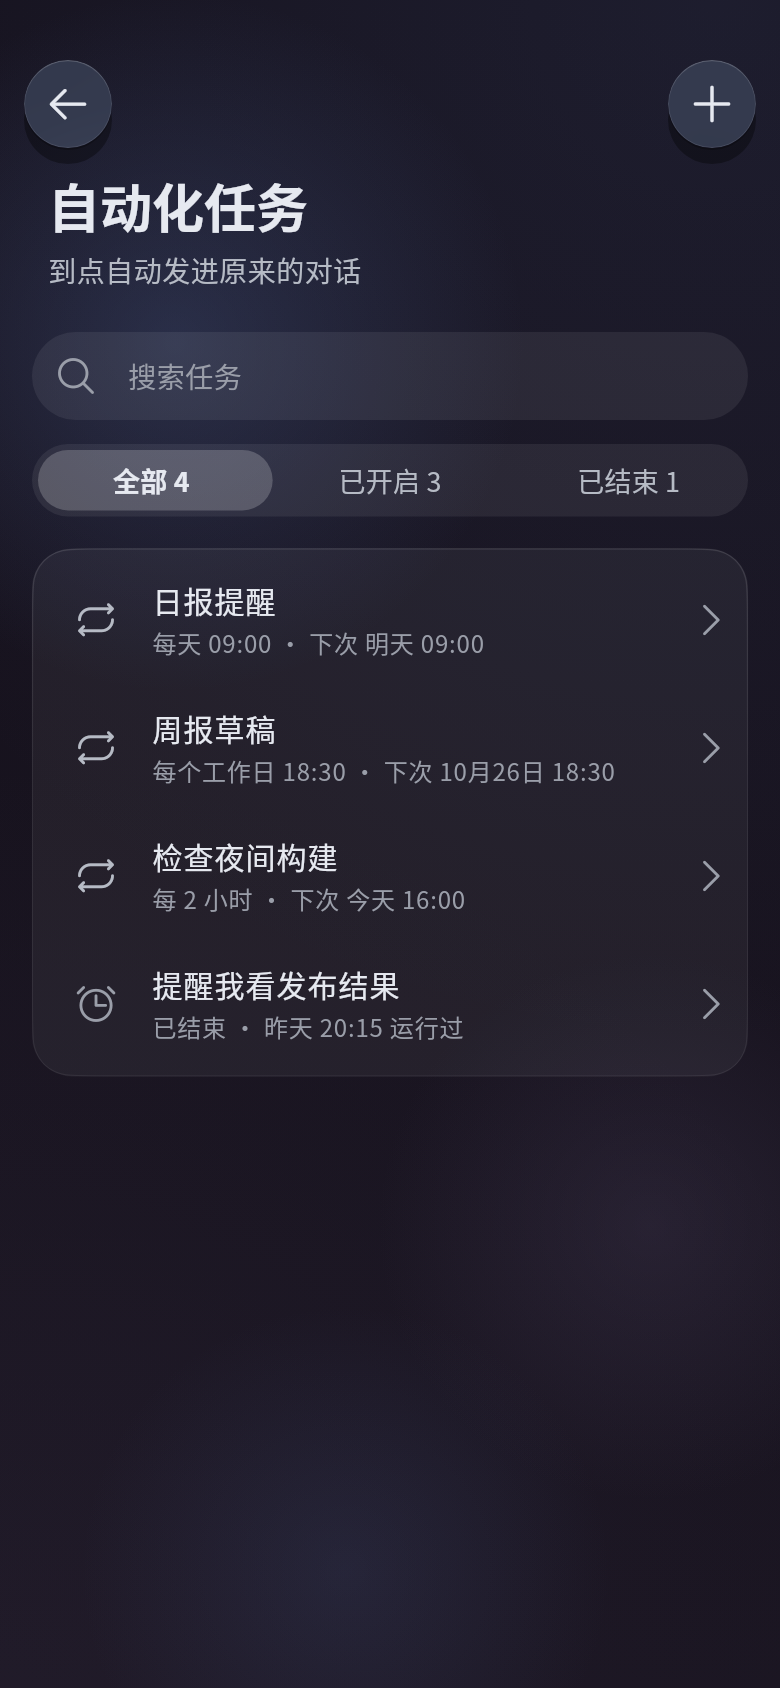 自动化任务
到点自动发进原来的对话
搜索任务
全部 4
已开启 3
已结束 1
日报提醒
每天 09:00 · 下次 明天 09:00
周报草稿
每个工作日 18:30 · 下次 10月26日 18:30
检查夜间构建
每 2 小时 · 下次 今天 16:00
提醒我看发布结果
已结束 · 昨天 20:15 运行过